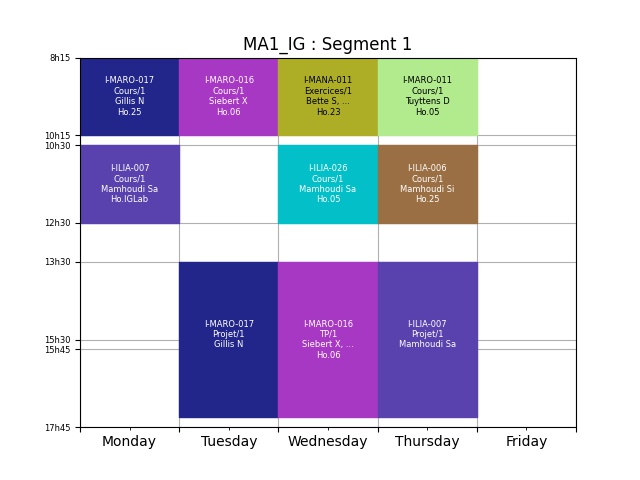 MA1_IG : Segment 1
8h15
I-MARO-017
Cours/1
Gillis N
Ho.25
I-MARO-016
Cours/1
Siebert X
Ho.06
I-MANA-011
Exercices/1
Bette S, ...
Ho.23
I-MARO-011
Cours/1
Tuyttens D
Ho.05
10h15
10h30
I-ILIA-007
Cours/1
Mamhoudi Sa
Ho.IGLab
I-ILIA-026
Cours/1
Mamhoudi Sa
Ho.05
I-ILIA-006
Cours/1
Mamhoudi Si
Ho.25
12h30
13h30
I-MARO-017
Projet/1
Gillis N
I-MARO-016
TP/1
Siebert X, ...
Ho.06
I-ILIA-007
Projet/1
Mamhoudi Sa
15h30
15h45
17h45
Monday
Tuesday
Wednesday
Thursday
Friday